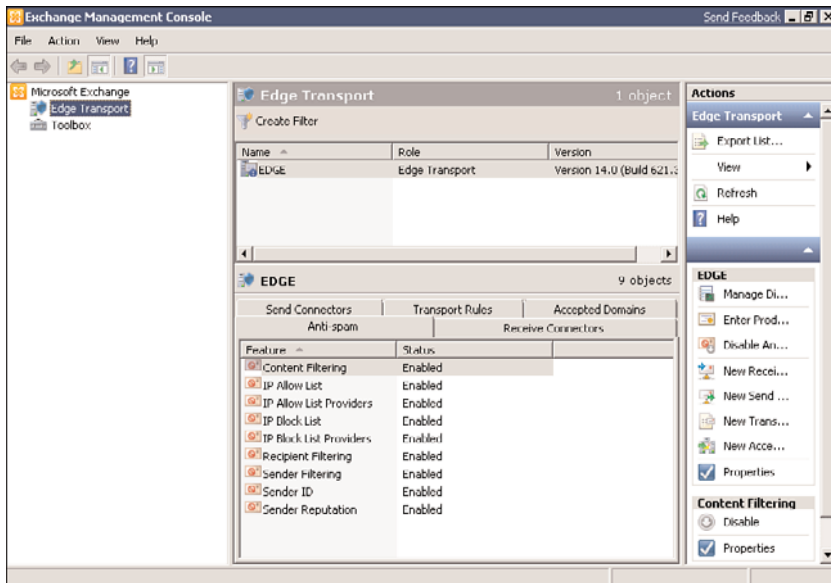 Exchange Management Console
Send Feedback
File Action View Help
Microsoft Exchange
Edge Transport
Toolbox
Edge Transport 1 object
Create Filter
Name Role Version
EDGE Edge Transport Version 14.0 (Build 621.
EDGE 9 objects
Send Connectors Transport Rules Accepted Domains
Anti-spam Receive Connectors
Feature Status
Content Filtering Enabled
IP Allow List Enabled
IP Allow List Providers Enabled
IP Block List Enabled
IP Block List Providers Enabled
Recipient Filtering Enabled
Sender Filtering Enabled
Sender ID Enabled
Sender Reputation Enabled
Actions
Edge Transport
Export List...
View
Refresh
Help
EDGE
Manage Di...
Enter Prod...
Disable An...
New Recei...
New Send ...
New Trans...
New Acce...
Properties
Content Filtering
Disable
Properties